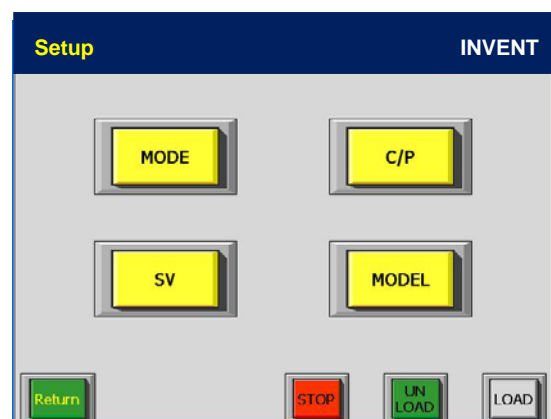 Setup INVENT
MODE C/P
SV MODEL
Return STOP UN LOAD LOAD